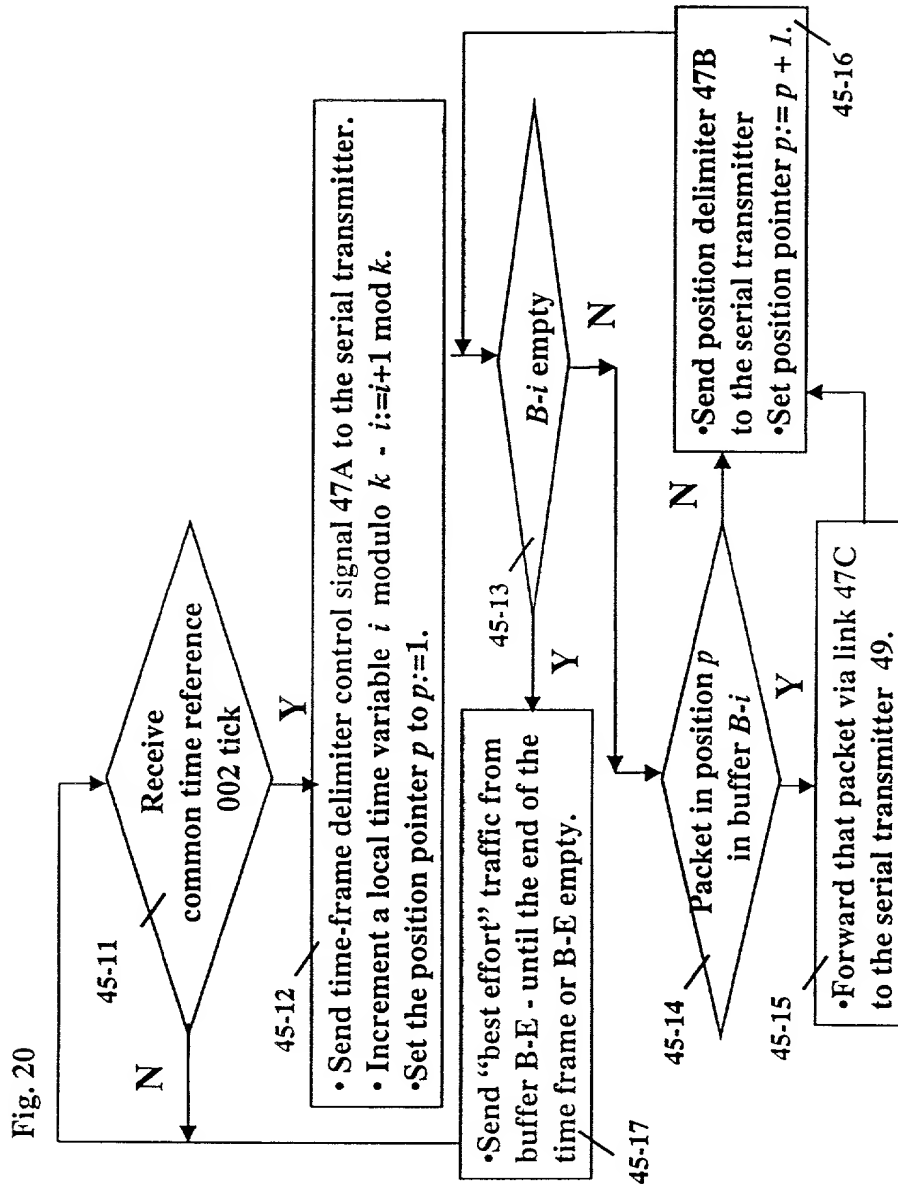 Fig. 20
Receive
common time reference
002 tick
45-11
N
Y
• Send time-frame delimiter control signal 47A to the serial transmitter.
• Increment a local time variable i modulo k - i:=i+1 mod k.
•Set the position pointer p to p:=1.
45-12
B-i empty
45-13
Y
N
•Send “best effort” traffic from
buffer B-E - until the end of the
time frame or B-E empty.
45-17
Packet in position p
in buffer B-i
45-14
N
Y
•Send position delimiter 47B
to the serial transmitter
•Set position pointer p:= p + 1.
45-16
•Forward that packet via link 47C
to the serial transmitter 49.
45-15